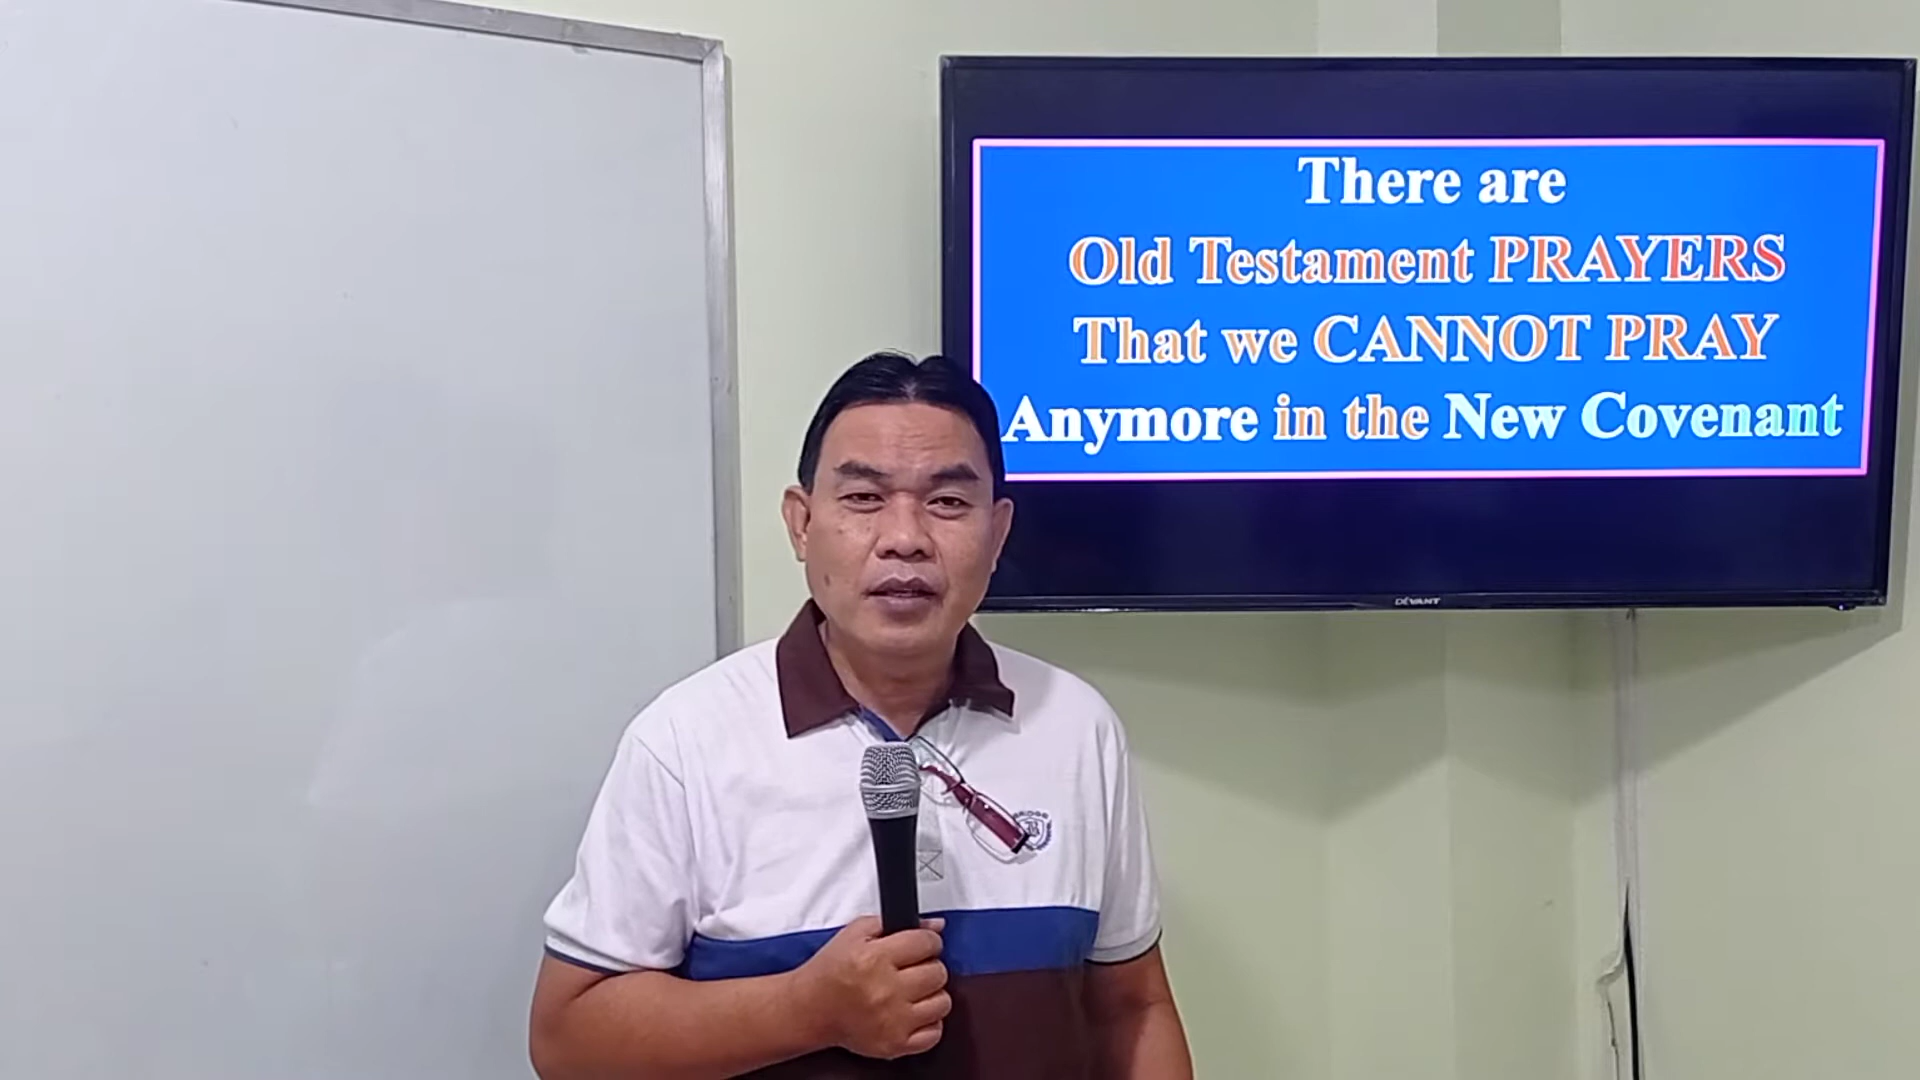 There are
Old Testament PRAYERS
That we CANNOT PRAY
Anymore in the New Covenant
DEVANT